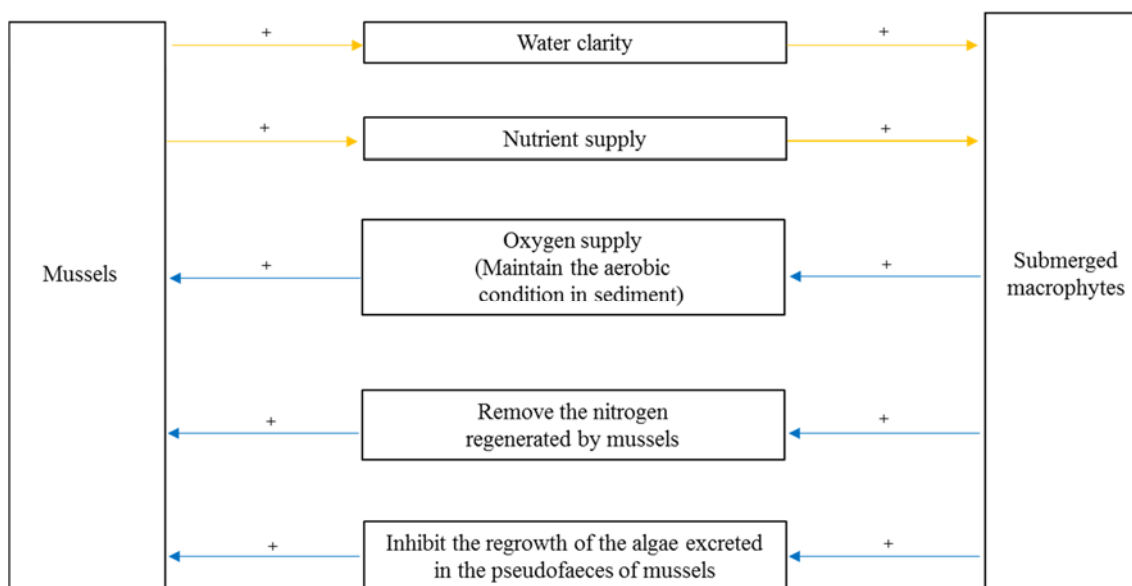 +
Water clarity
+
+
Nutrient supply
+
Mussels
+
Oxygen supply
(Maintain the aerobic
condition in sediment)
+
Submerged
macrophytes
+
Remove the nitrogen
regenerated by mussels
+
+
Inhibit the regrowth of the algae excreted
in the pseudofaeces of mussels
+